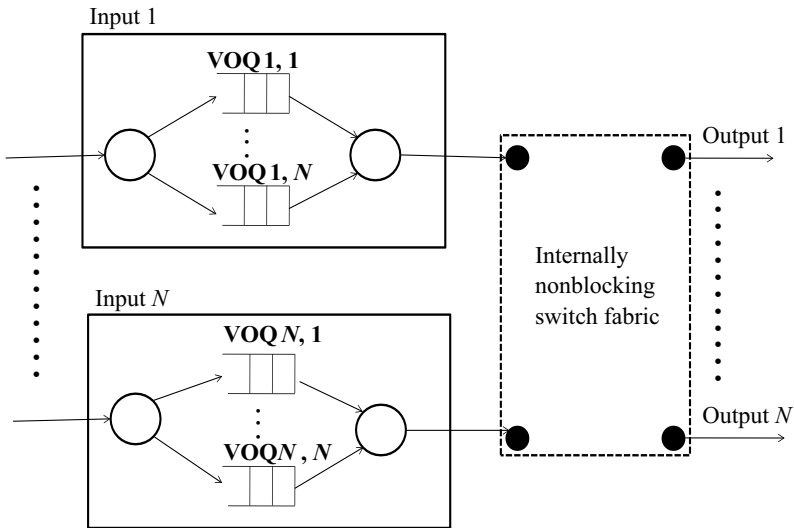 Input 1
VOQ 1, 1
VOQ 1, N
Output 1
Internally
nonblocking
switch fabric
Input N
VOQ N, 1
VOQN, N
Output N